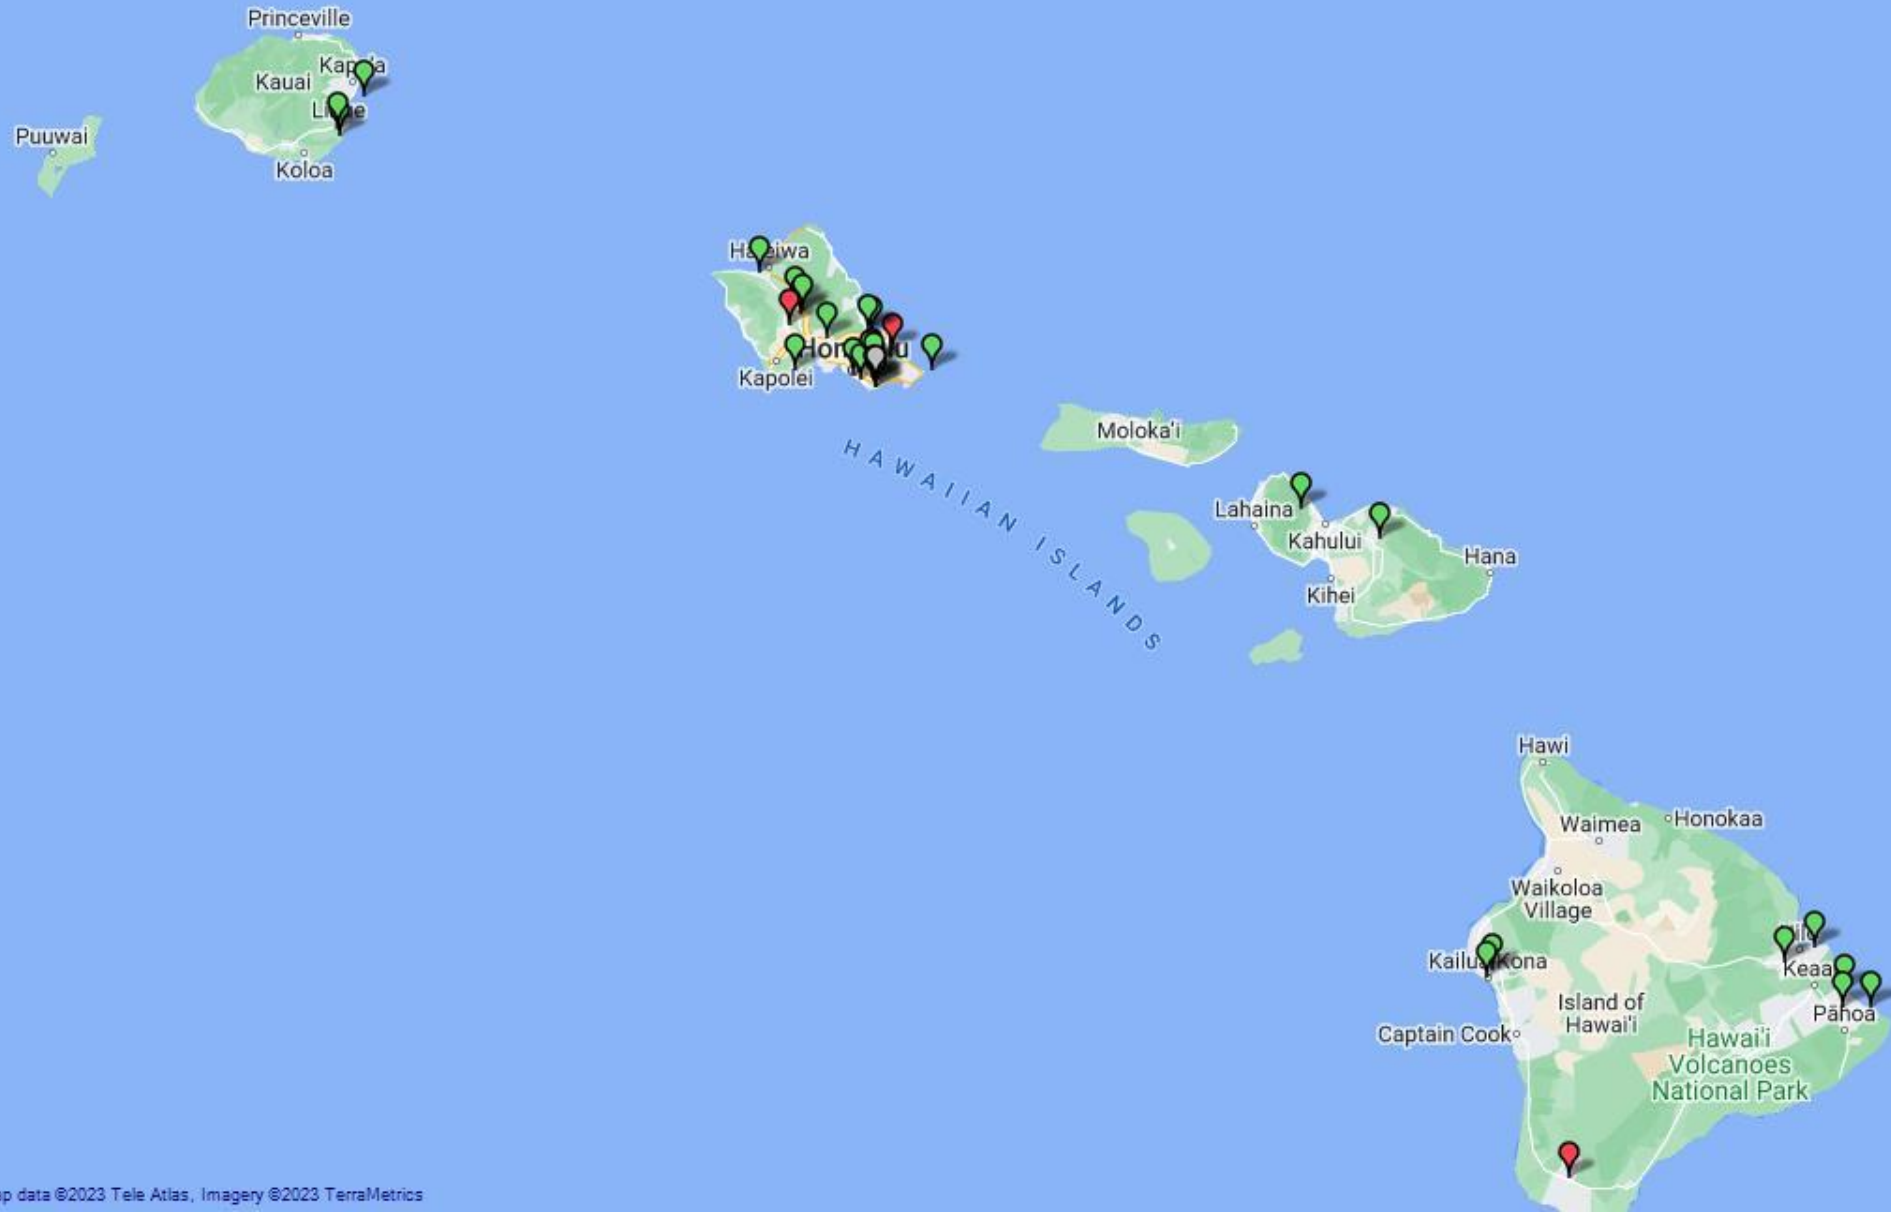 Princeville
Kauai
Puuwai
Koloa
Kapolei
HAWAIIAN ISLANDS
Moloka'i
Lahaina
Kahului
Hana
Kihei
Hawi
Honokaa
Waimea
Waikoloa
Village
Captain Cook
Island of
Hawai'i
Pāhoa
Hawai'i
Volcanoes
National Park
p data ©2023 Tele Atlas, Imagery ©2023 TerraMetrics